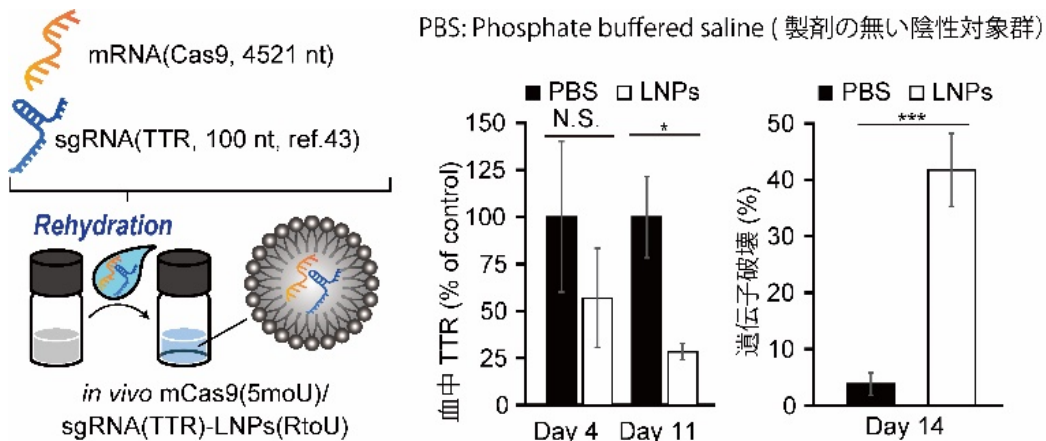 mRNA(Cas9, 4521 nt)
sgRNA(TTR, 100 nt, ref.43)
Rehydration
in vivo mCas9(5moU)/
sgRNA(TTR)-LNPs(RtoU)
PBS: Phosphate buffered saline ( 製剤の無い陰性対象群)
■ PBS □ LNPs
N.S.
*
血中 TTR (% of control)
150
125
100
75
50
25
0
Day 4 Day 11
■ PBS □ LNPs
***
遺伝子破壊 (%)
50
40
30
20
10
0
Day 14